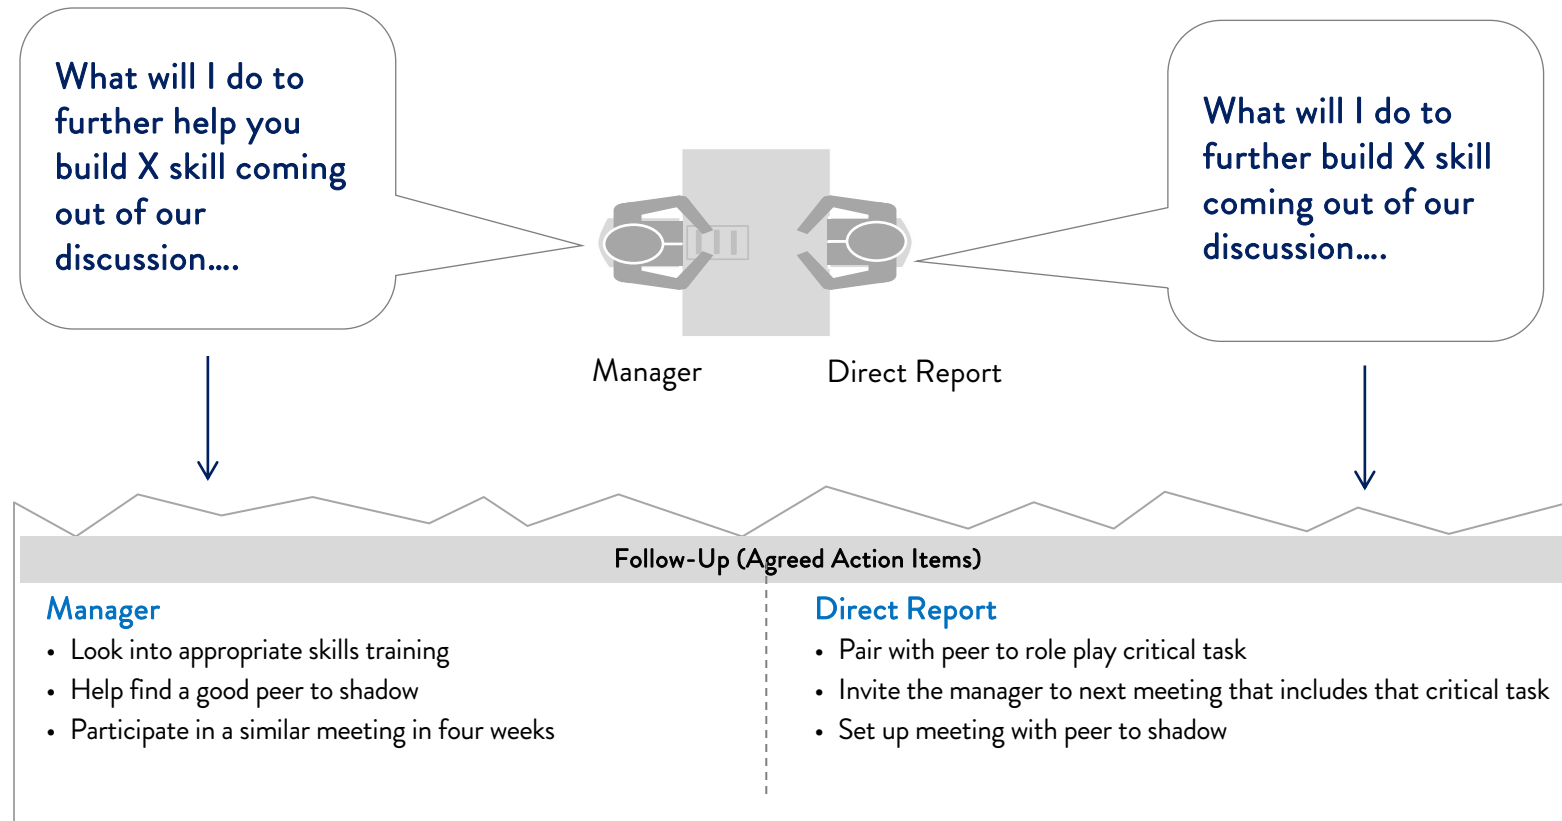 What will I do to
further help you
build X skill coming
out of our
discussion….
What will I do to
further build X skill
coming out of our
discussion….
Manager
Direct Report
Follow-Up (Agreed Action Items)
Manager
• Look into appropriate skills training
• Help find a good peer to shadow
• Participate in a similar meeting in four weeks
Direct Report
• Pair with peer to role play critical task
• Invite the manager to next meeting that includes that critical task
• Set up meeting with peer to shadow